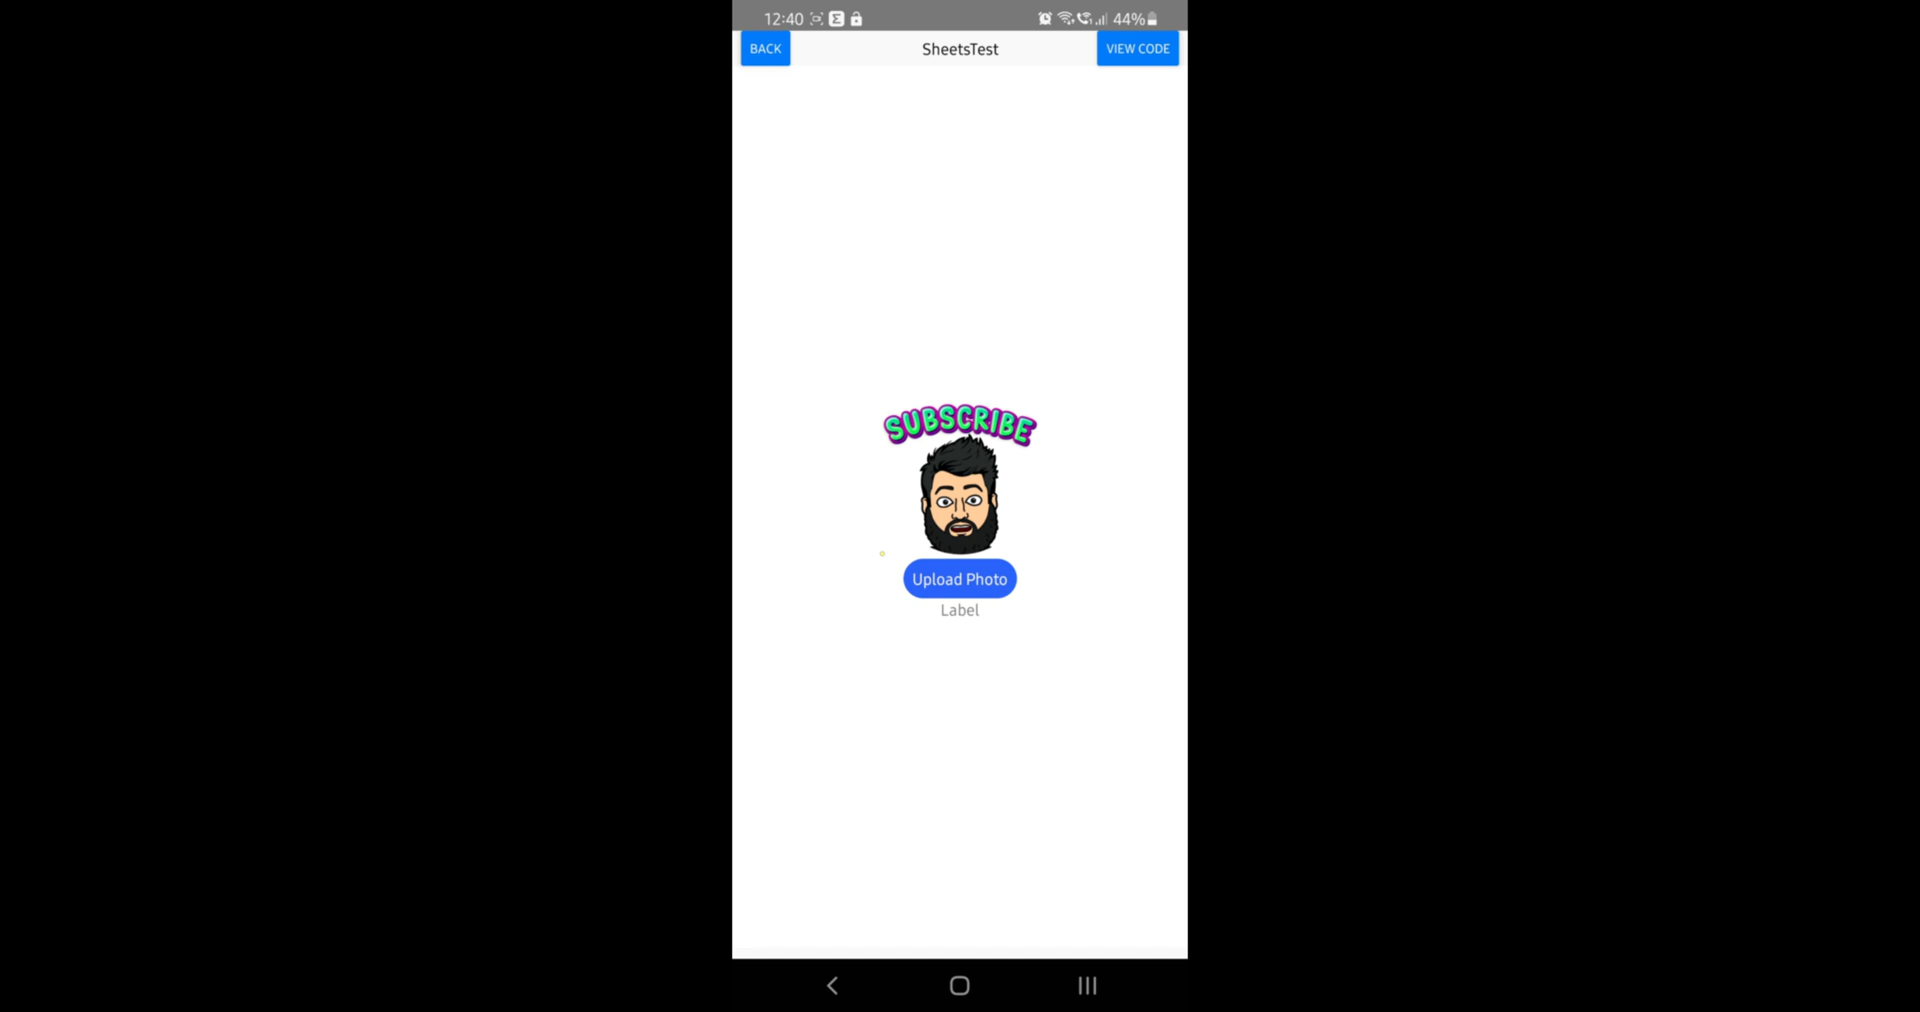 12:40 44%
BACK SheetsTest VIEW CODE
SUBSCRIBE
Upload Photo
Label